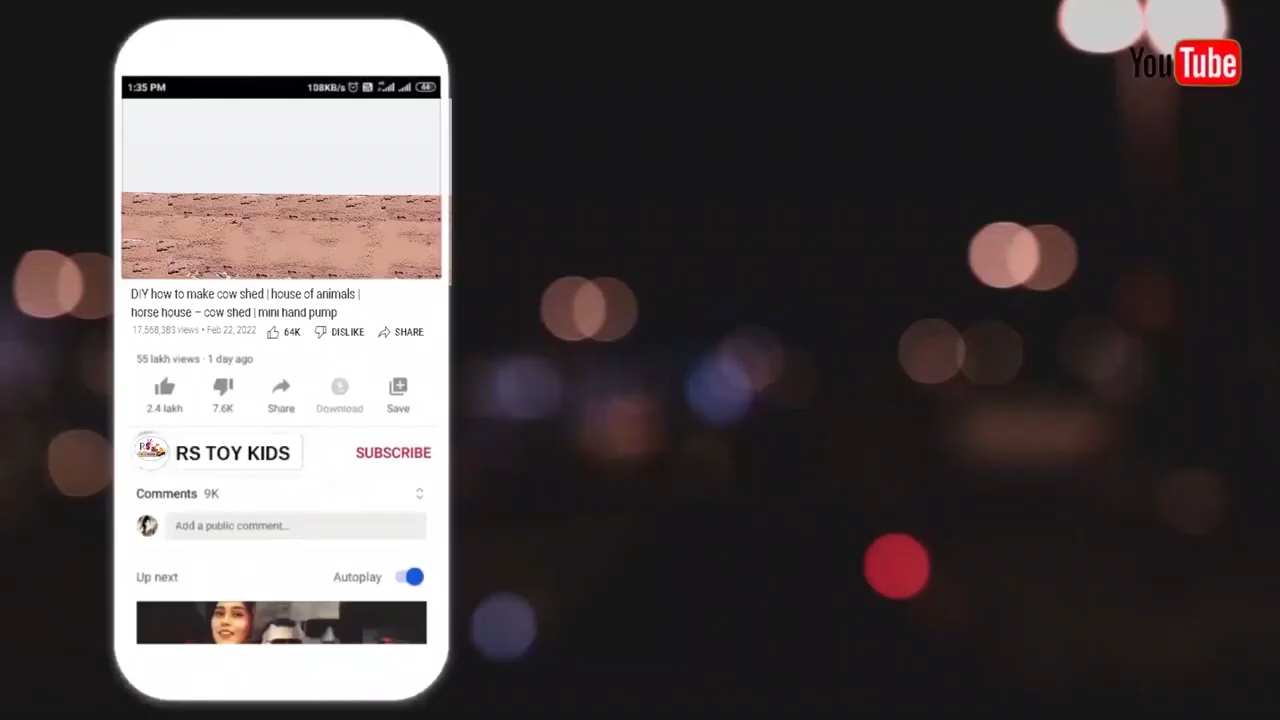 YouTube
1:35 PM 108KB/s 44
DIY how to make cow shed | house of animals |
horse house – cow shed | mini hand pump
17,568,383 views • Feb 22, 2022 64K DISLIKE SHARE
55 lakh views · 1 day ago
2.4 lakh 7.6K Share Download Save
RS TOY KIDS SUBSCRIBE
Comments 9K
Add a public comment...
Up next Autoplay